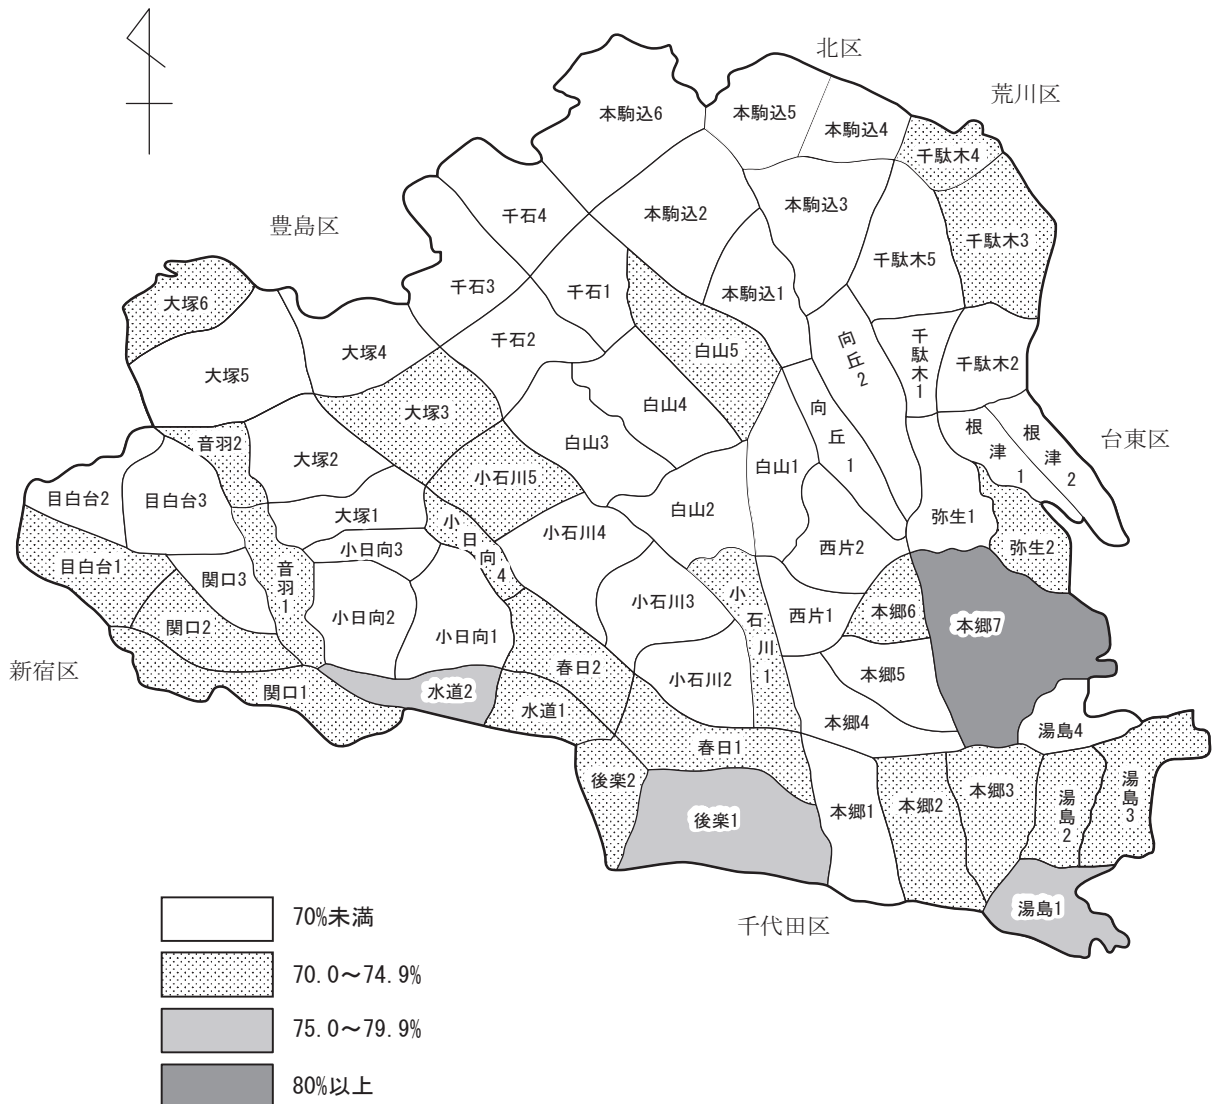 北区
荒川区
本駒込6
本駒込5
本駒込4
千駄木4
千石4
本駒込2
本駒込3
豊島区
千駄木3
千駄木5
千石3
千石1
本駒込1
大塚6
千石2
白山5
向丘2
千駄木1
千駄木2
大塚4
大塚5
大塚3
白山4
向丘1
根津1
根津2
台東区
音羽2
白山3
大塚2
白山1
小石川5
目白台2
目白台3
大塚1
白山2
弥生1
小日向4
小石川4
小日向3
西片2
弥生2
目白台1
関口3
音羽1
小石川3
小石川1
小日向2
西片1
本郷6
本郷7
関口2
小日向1
春日2
新宿区
小石川2
本郷5
関口1
水道2
水道1
本郷4
湯島4
春日1
後楽2
本郷1
本郷2
本郷3
湯島2
湯島3
後楽1
湯島1
千代田区
70%未満
70.0～74.9%
75.0～79.9%
80%以上